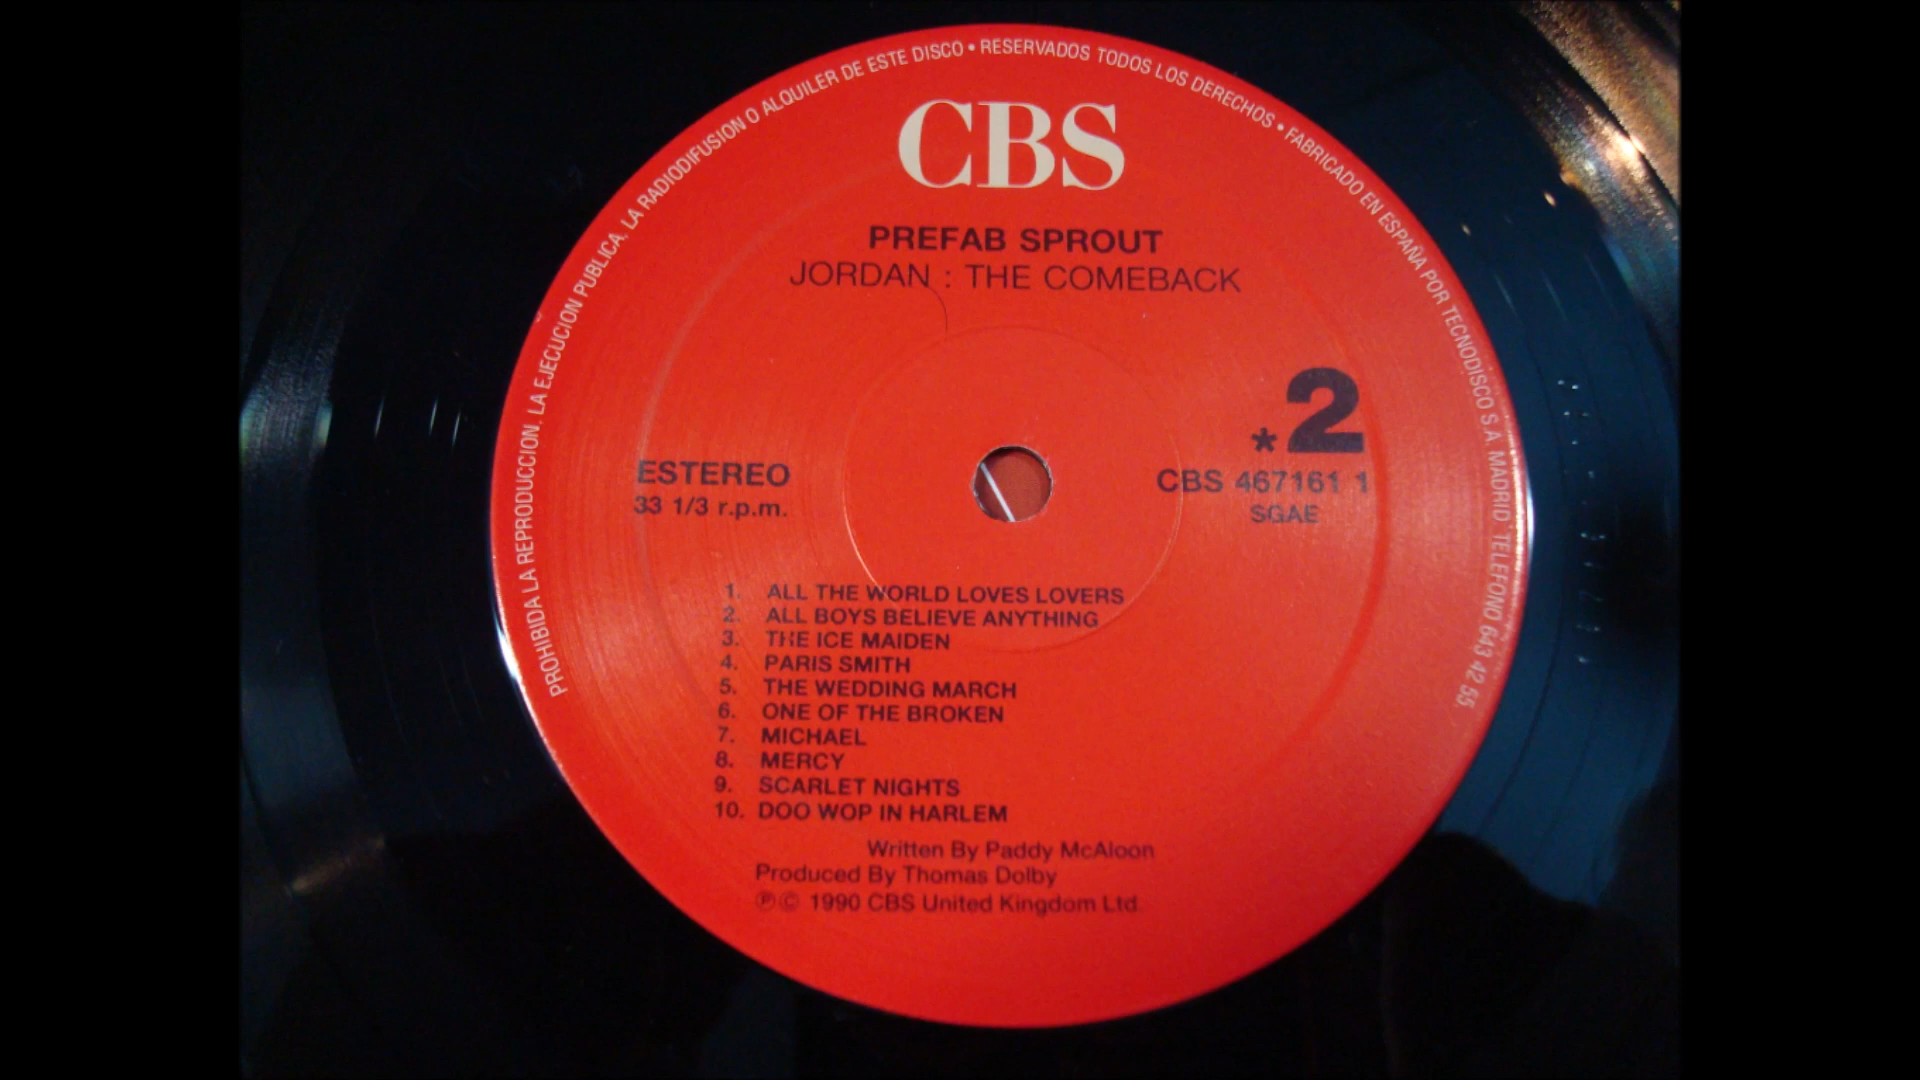 PROHIBIDA LA REPRODUCCION, LA EJECUCION PUBLICA, LA RADIODIFUSION O ALQUILER DE ESTE DISCO • RESERVADOS TODOS LOS DERECHOS • FABRICADO EN ESPAÑA POR TECNODISCO S.A. MADRID. TELEFONO 643 42 55.
CBS
PREFAB SPROUT
JORDAN : THE COMEBACK
*2
ESTEREO
33 1/3 r.p.m.
CBS 467161 1
SGAE
1. ALL THE WORLD LOVES LOVERS
2. ALL BOYS BELIEVE ANYTHING
3. THE ICE MAIDEN
4. PARIS SMITH
5. THE WEDDING MARCH
6. ONE OF THE BROKEN
7. MICHAEL
8. MERCY
9. SCARLET NIGHTS
10. DOO WOP IN HARLEM
Written By Paddy McAloon
Produced By Thomas Dolby
℗© 1990 CBS United Kingdom Ltd.